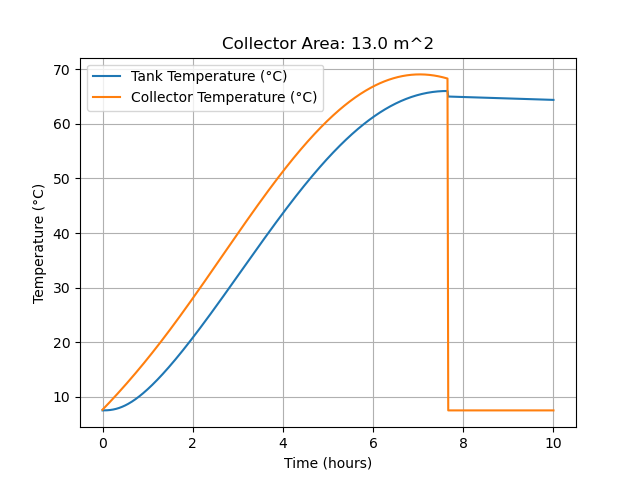 Collector Area: 13.0 m^2
Tank Temperature (°C)
Collector Temperature (°C)
70
60
50
40
30
20
10
Temperature (°C)
0 2 4 6 8 10
Time (hours)